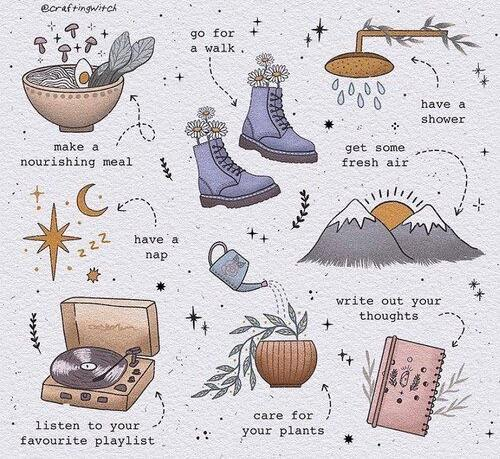 @craftingwitch
go for
a walk
have a
shower
make a
nourishing meal
get some
fresh air
have a
nap
zzz
write out your
thoughts
listen to your
favourite playlist
care for
your plants